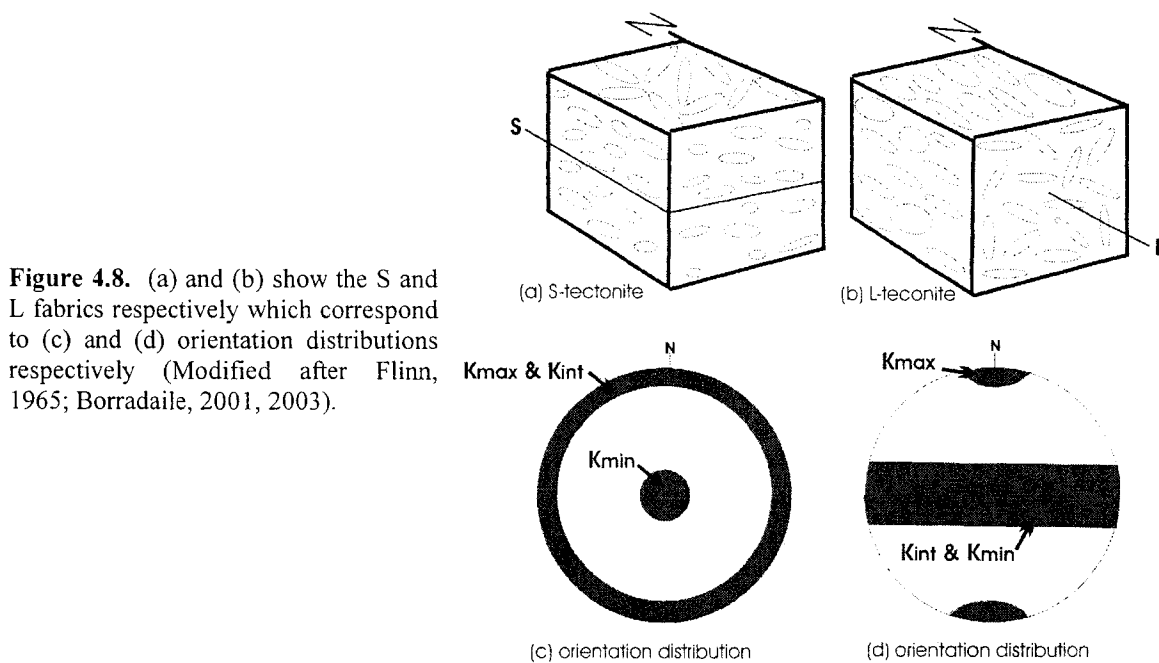 N
N
S
L
(a) S-tectonite
(b) L-teconite
Figure 4.8. (a) and (b) show the S and
L fabrics respectively which correspond
to (c) and (d) orientation distributions
respectively (Modified after Flinn,
1965; Borradaile, 2001, 2003).
N
Kmax & Kint
Kmin
N
Kmax
Kint & Kmin
(c) orientation distribution
(d) orientation distribution